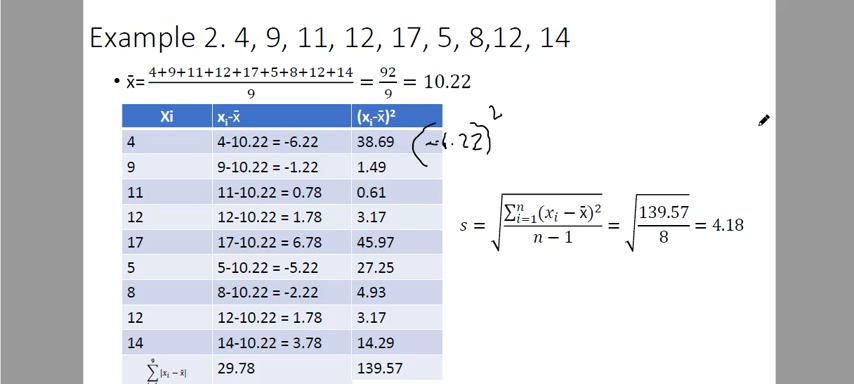 Example 2. 4, 9, 11, 12, 17, 5, 8,12, 14
• x̄= 4+9+11+12+17+5+8+12+14 / 9 = 92 / 9 = 10.22
Xi xᵢ-x̄ (xᵢ-x̄)²
4 4-10.22 = -6.22 38.69 (-6.22)²
9 9-10.22 = -1.22 1.49
11 11-10.22 = 0.78 0.61
12 12-10.22 = 1.78 3.17
17 17-10.22 = 6.78 45.97
5 5-10.22 = -5.22 27.25
8 8-10.22 = -2.22 4.93
12 12-10.22 = 1.78 3.17
14 14-10.22 = 3.78 14.29
9 ∑ |xᵢ − x̄| 29.78 139.57
s = √(∑ⁿᵢ₌₁(xᵢ − x̄)² / n − 1) = √(139.57 / 8) = 4.18